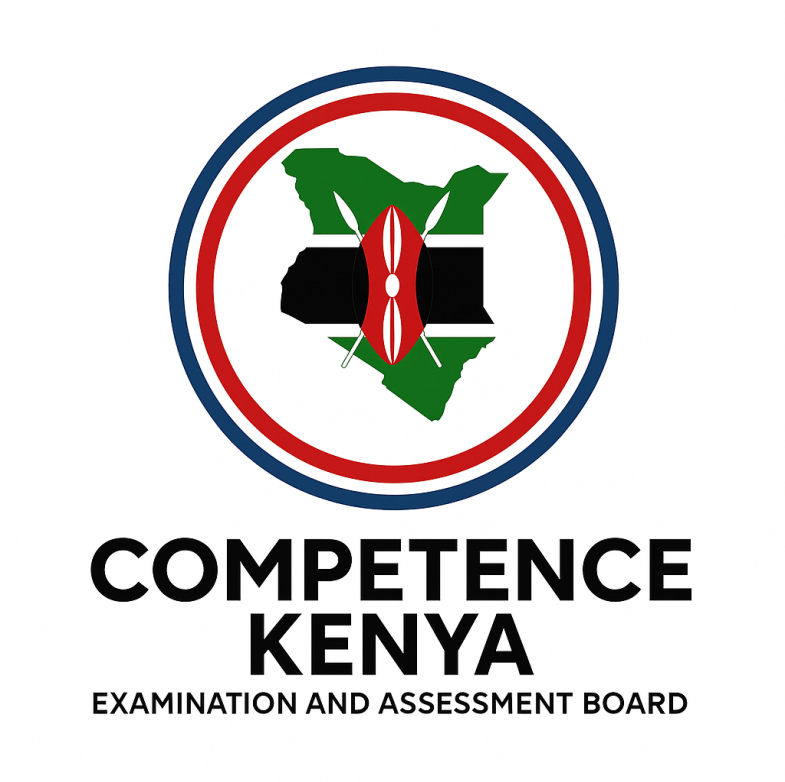 COMPETENCE
KENYA
EXAMINATION AND ASSESSMENT BOARD